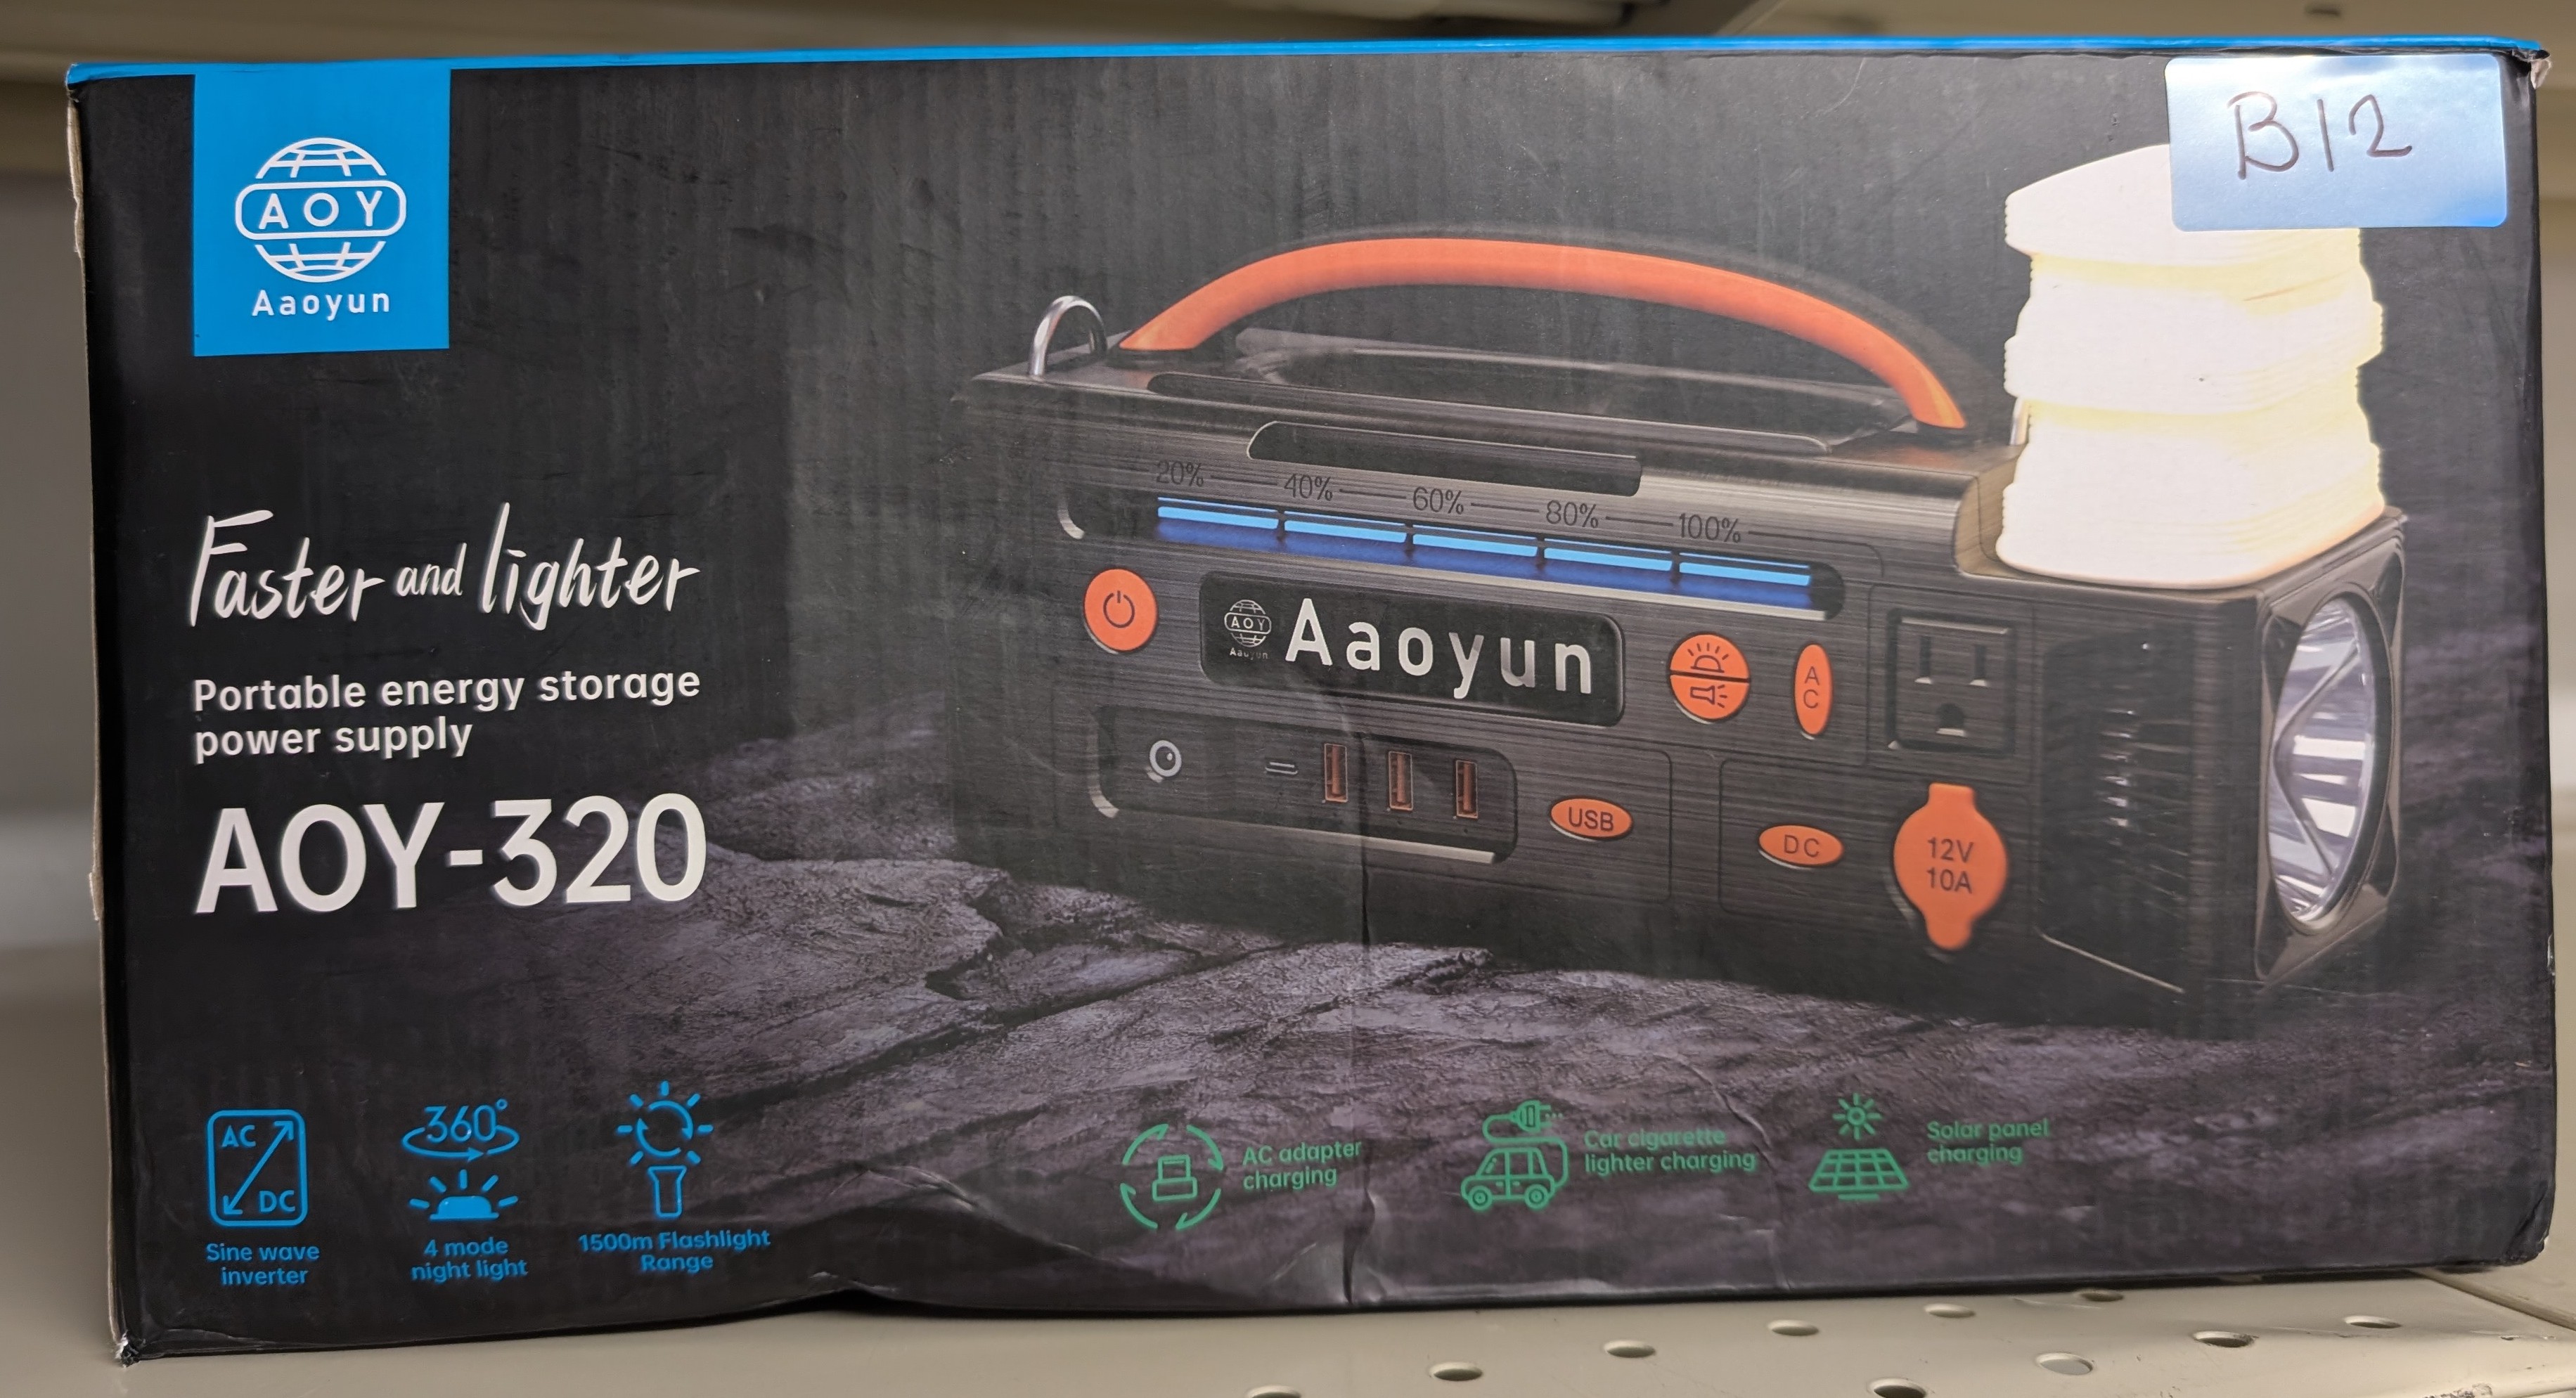 B12
AOY
Aaoyun
20% 40% 60% 80% 100%
AOY
Aaoyun
Aaoyun
AC
USB
DC
12V
10A
Faster and lighter
Portable energy storage
power supply
AOY-320
AC
DC
Sine wave
inverter
360°
4 mode
night light
1500m Flashlight
Range
AC adapter
charging
Car cigarette
lighter charging
Solar panel
charging